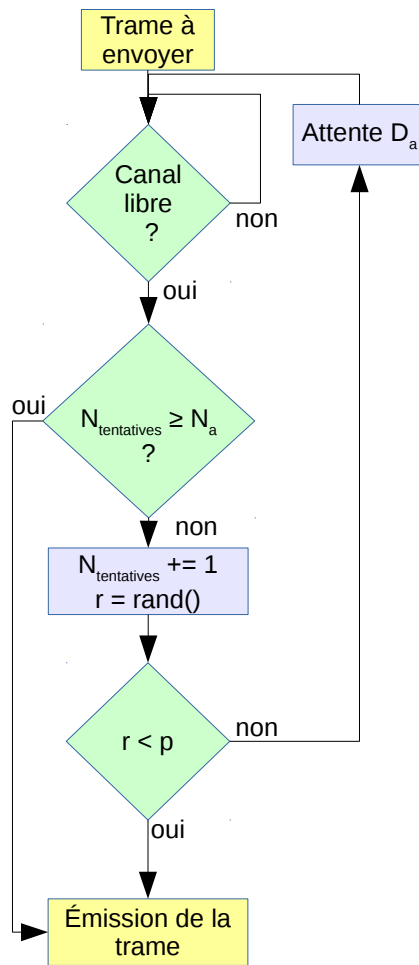 Trame à
envoyer
Attente Da
Canal
libre
?
non
oui
oui
Ntentatives ≥ Na
?
non
Ntentatives += 1
r = rand()
r < p
non
oui
Émission de la
trame